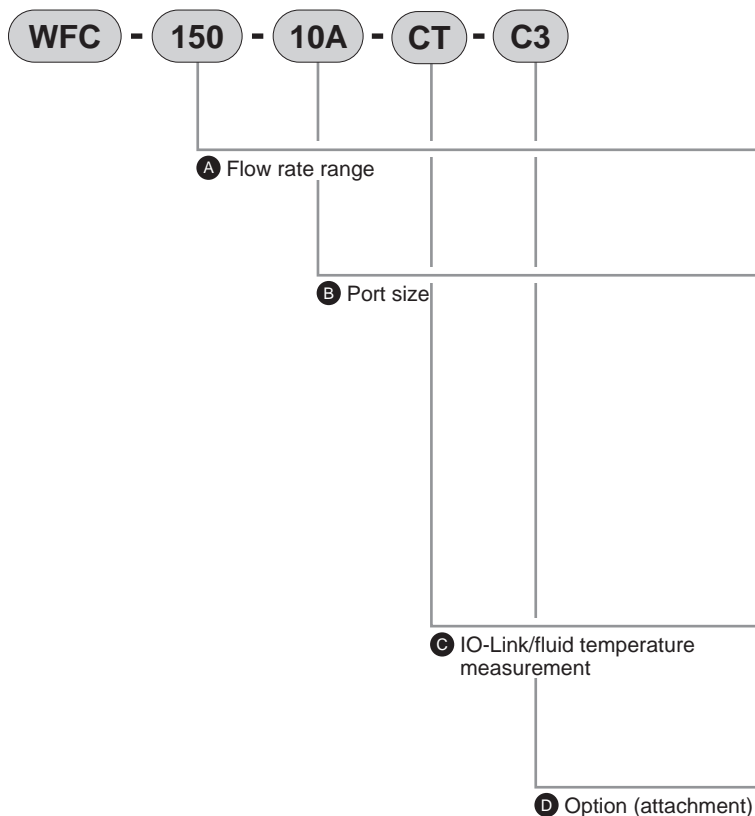 WFC - 150 - 10A - CT - C3
A Flow rate range
B Port size
C IO-Link/fluid temperature
measurement
D Option (attachment)